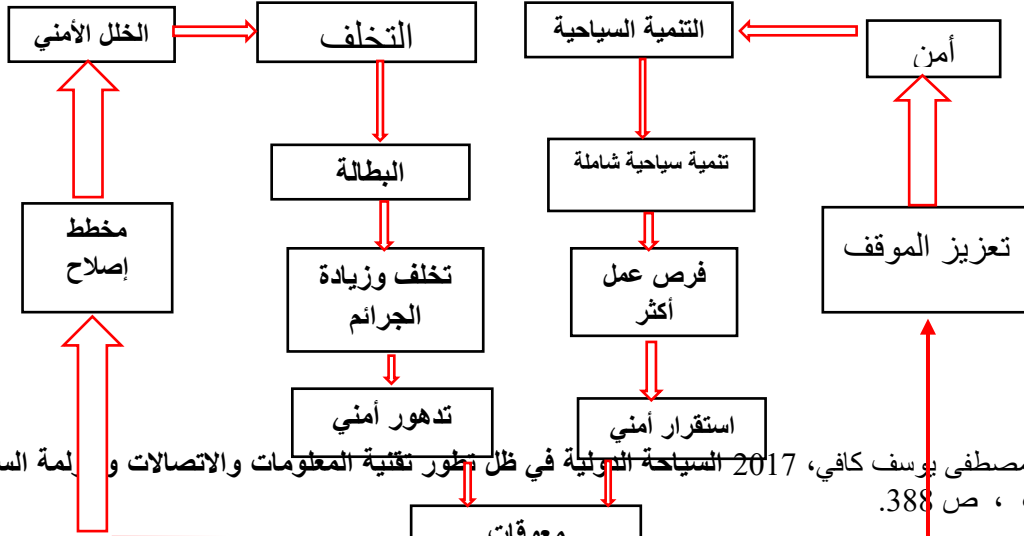 أمن
التنمية السياحية
التخلف
الخلل الأمني
تنمية سياحية شاملة
البطالة
تعزيز الموقف
فرص عمل
أكثر
تخلف وزيادة
الجرائم
مخطط
إصلاح
استقرار أمني
تدهور أمني
مصطفى يوسف كافي، 2017 السياحة الدولية في ظل تطور تقنية المعلومات والاتصالات
، ص 388.
معوقات